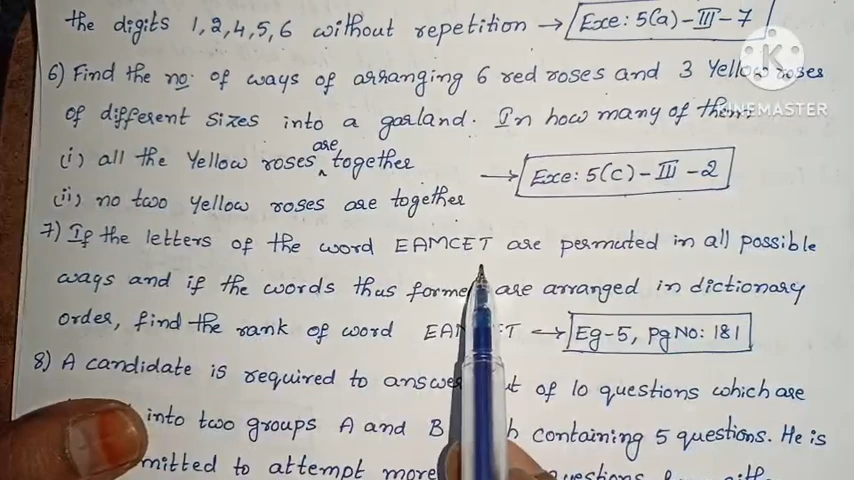 the digits 1,2,4,5,6 without repetition → Exe: 5(a)-III-7
6) Find the no. of ways of arranging 6 red roses and 3 Yellow roses
of different sizes into a garland. In how many of them
(i) all the Yellow roses are together
→ Exe: 5(c)-III-2
(ii) no two yellow roses are together
7) If the letters of the word EAMCET are permuted in all possible
ways and if the words thus are arranged in dictionary
order, find the rank of word → Eg-5, Pg No: 181
8) A candidate is required to of 10 questions which are
into two groups A and B containing 5 questions. He is
to attempt more
KINEMASTER